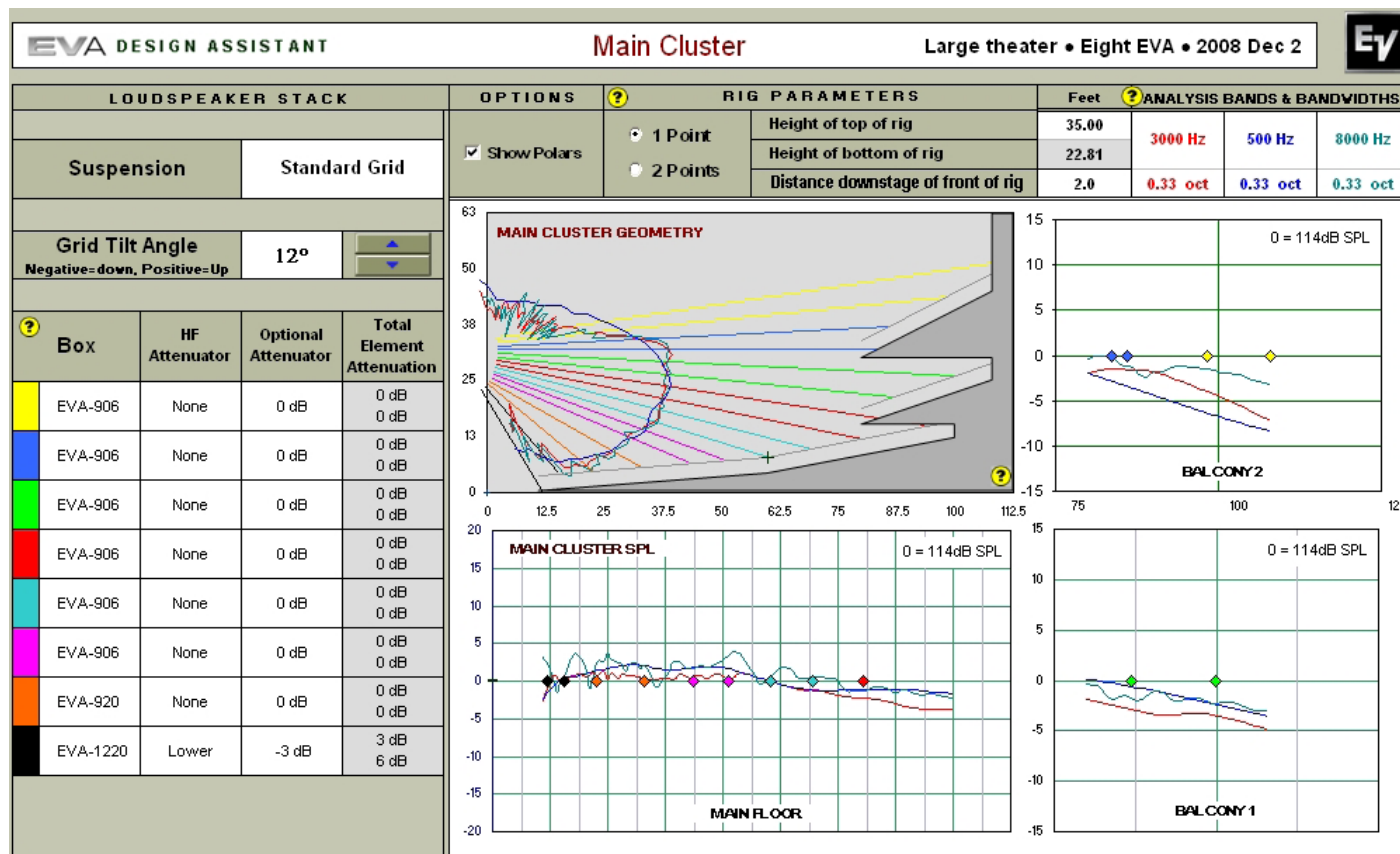 EVA DESIGN ASSISTANT
Main Cluster
Large theater • Eight EVA • 2008 Dec 2
EV
LOUDSPEAKER STACK
Suspension
Standard Grid
Grid Tilt Angle
Negative=down, Positive=Up
12°
? Box
HF Attenuator
Optional Attenuator
Total Element Attenuation
EVA-906 None 0 dB 0 dB
0 dB
EVA-906 None 0 dB 0 dB
0 dB
EVA-906 None 0 dB 0 dB
0 dB
EVA-906 None 0 dB 0 dB
0 dB
EVA-906 None 0 dB 0 dB
0 dB
EVA-906 None 0 dB 0 dB
0 dB
EVA-920 None 0 dB 0 dB
0 dB
EVA-1220 Lower -3 dB 3 dB
6 dB
OPTIONS
Show Polars
? RIG PARAMETERS
1 Point
2 Points
Feet
Height of top of rig 35.00
Height of bottom of rig 22.81
Distance downstage of front of rig 2.0
? ANALYSIS BANDS & BANDWIDTHS
3000 Hz 500 Hz 8000 Hz
0.33 oct 0.33 oct 0.33 oct
MAIN CLUSTER GEOMETRY
63
50
38
25
13
0
?
0 12.5 25 37.5 50 62.5 75 87.5 100 112.5
0 = 114dB SPL
15
10
5
0
-5
-10
-15
BALCONY 2
75 100
MAIN CLUSTER SPL
0 = 114dB SPL
20
15
10
5
0
-5
-10
-15
-20
MAIN FLOOR
0 = 114dB SPL
15
10
5
0
-5
-10
-15
BALCONY 1